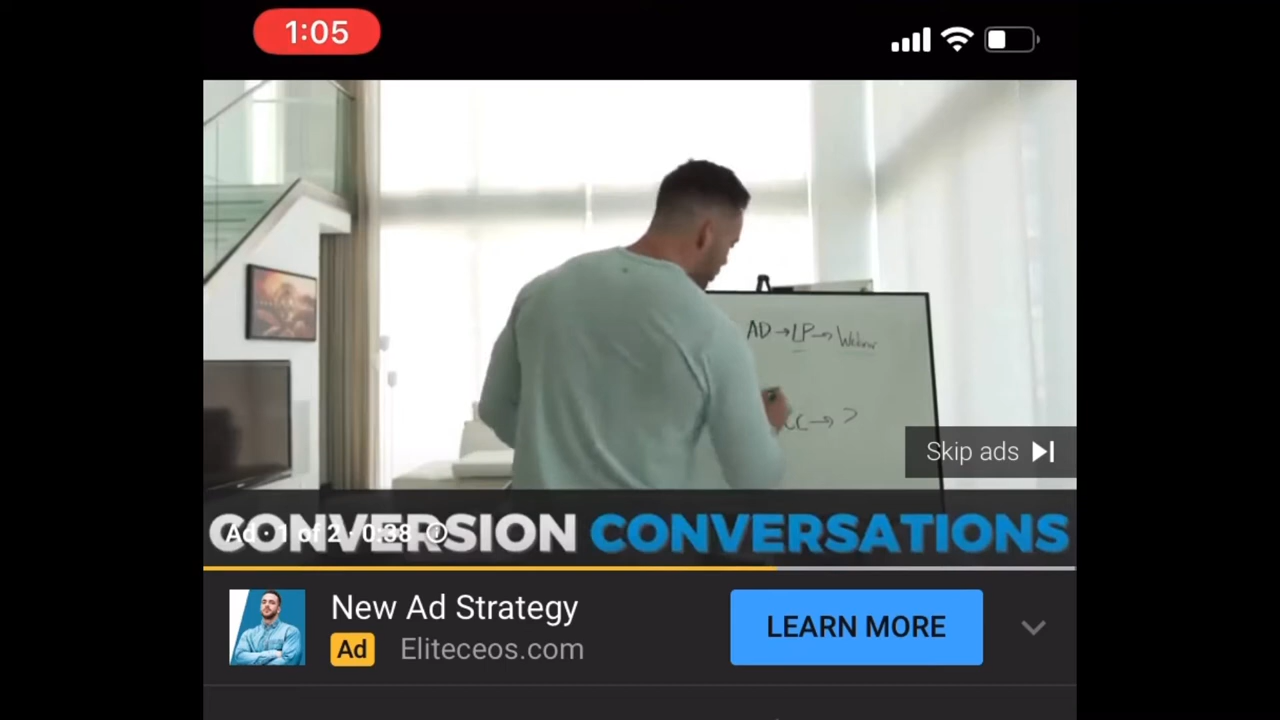 1:05
AD → LP → Webinar
CC →
Skip ads
CONVERSION CONVERSATIONS
Ad · 1 of 2 · 0:38
New Ad Strategy
LEARN MORE
Ad Eliteceos.com